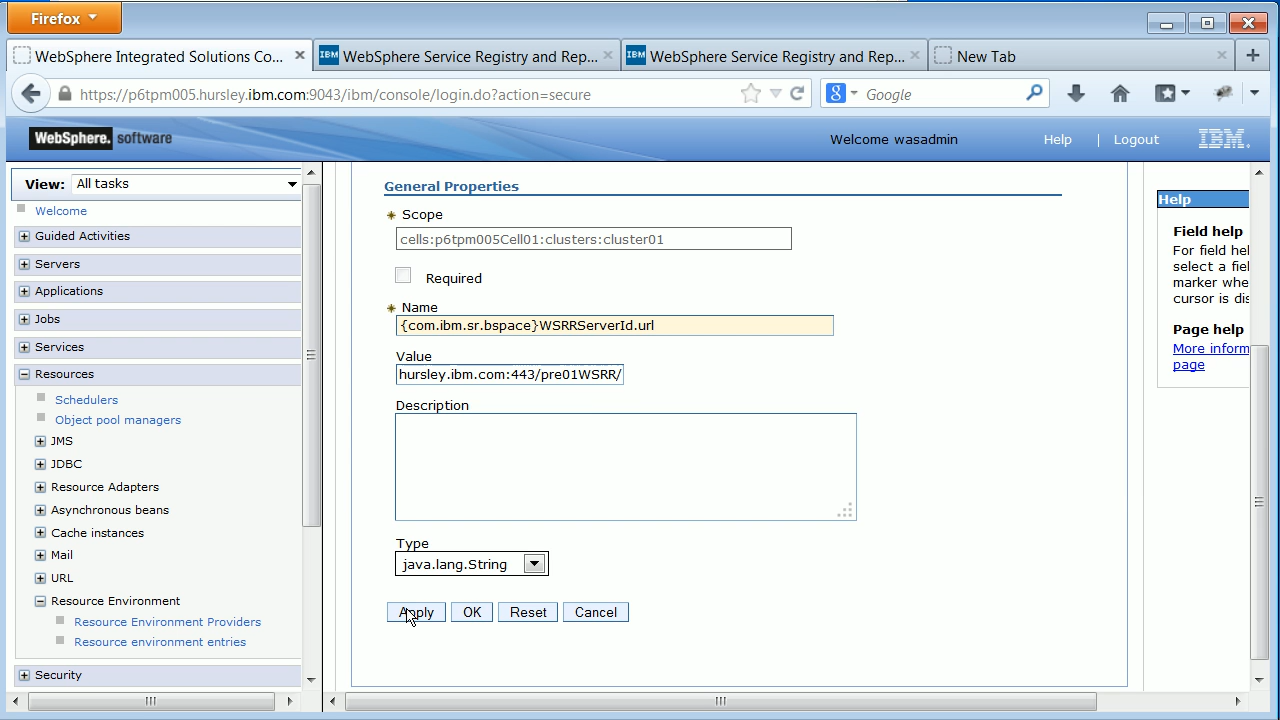 Firefox
WebSphere Integrated Solutions Co...
IBM WebSphere Service Registry and Rep...
IBM WebSphere Service Registry and Rep...
New Tab
https://p6tpm005.hursley.ibm.com:9043/ibm/console/login.do?action=secure
Google
WebSphere. software
Welcome wasadmin
Help | Logout
IBM.
View: All tasks
Welcome
Guided Activities
Servers
Applications
Jobs
Services
Resources
Schedulers
Object pool managers
JMS
JDBC
Resource Adapters
Asynchronous beans
Cache instances
Mail
URL
Resource Environment
Resource Environment Providers
Resource environment entries
Security
General Properties
Scope
cells:p6tpm005Cell01:clusters:cluster01
Required
Name
{com.ibm.sr.bspace}WSRRServerId.url
Value
hursley.ibm.com:443/pre01WSRR/
Description
Type
java.lang.String
Apply OK Reset Cancel
Help
Field help
For field hel
select a fiel
marker whe
cursor is dis
Page help
More inform
page